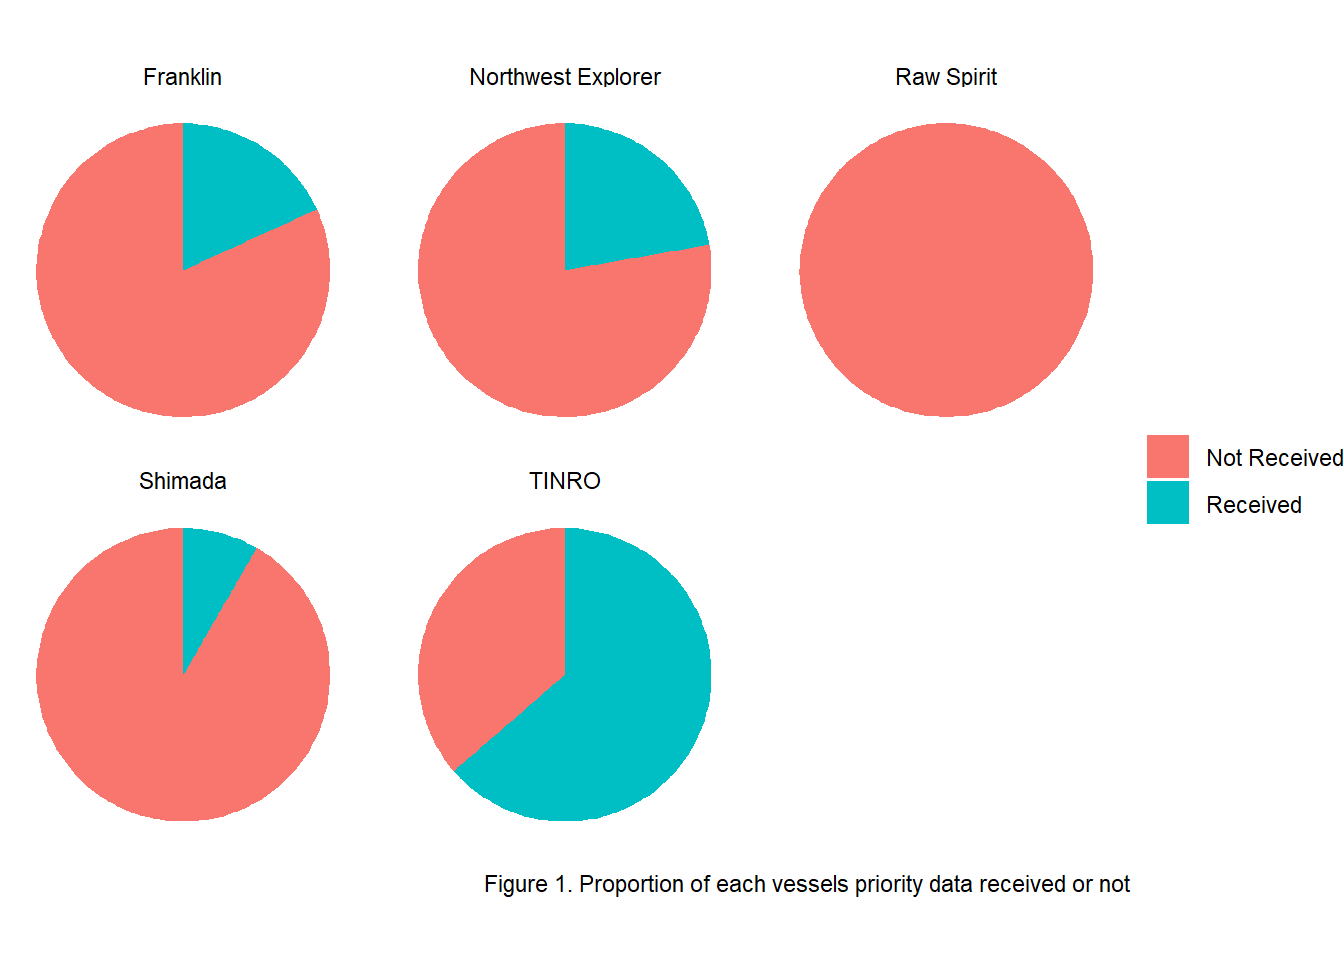 Franklin
Northwest Explorer
Raw Spirit
Not Received
Received
Shimada
TINRO
Figure 1. Proportion of each vessels priority data received or not